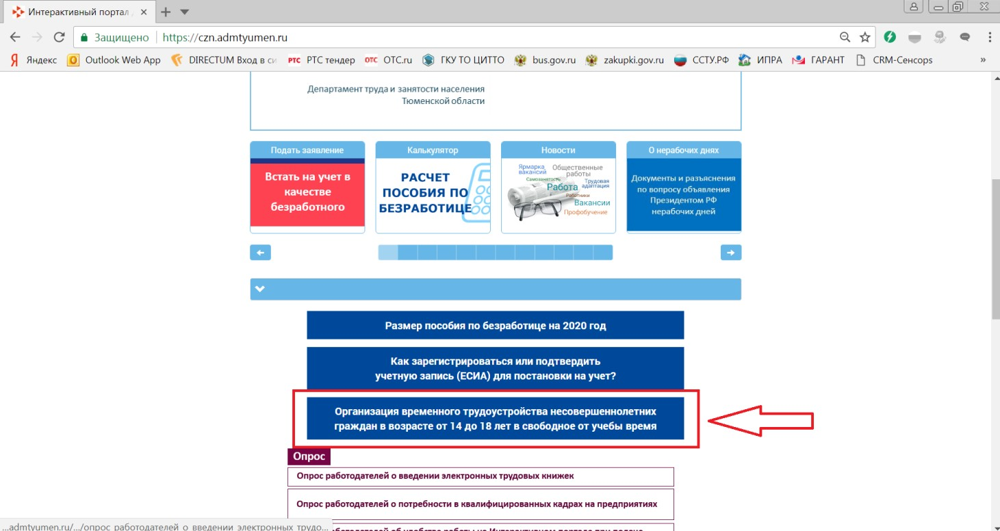 Интерактивный портал
Защищено
https://czn.admtyumen.ru
Яндекс
Outlook Web App
DIRECTUM Вход в си
РТС
РТС тендер
ОТС
OTC.ru
ГКУ ТО ЦИТТО
bus.gov.ru
zakupki.gov.ru
ССТУ.РФ
ИПРА
ГАРАНТ
CRM-Сенсорс
»
Департамент труда и занятости населения
Тюменской области
Подать заявление
Встать на учет в
качестве
безработного
Калькулятор
РАСЧЕТ
ПОСОБИЯ ПО
БЕЗРАБОТИЦЕ
Новости
Ярмарка
вакансий
Общественные
работы
Самозанятость
Трудовая
адаптация
Работа
Работники
Вакансии
Профобучение
О нерабочих днях
Документы и разъяснения
по вопросу объявления
Президентом РФ
нерабочих дней
Размер пособия по безработице на 2020 год
Как зарегистрироваться или подтвердить
учетную запись (ЕСИА) для постановки на учет?
Организация временного трудоустройства несовершеннолетних
граждан в возрасте от 14 до 18 лет в свободное от учебы время
Опрос
Опрос работодателей о введении электронных трудовых книжек
Опрос работодателей о потребности в квалифицированных кадрах на предприятиях
...admtyumen.ru/.../опрос_работодателей_о_введении_электронных_трудо...